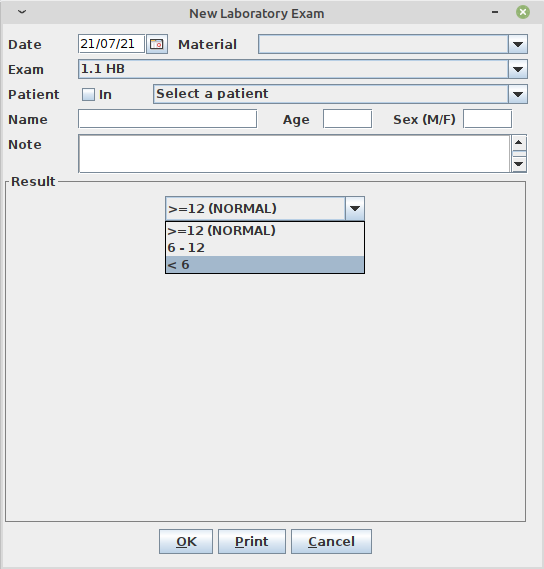 New Laboratory Exam
Date 21/07/21 Material
Exam 1.1 HB
Patient In Select a patient
Name Age Sex (M/F)
Note
Result
>=12 (NORMAL)
>=12 (NORMAL)
6 - 12
< 6
OK Print Cancel